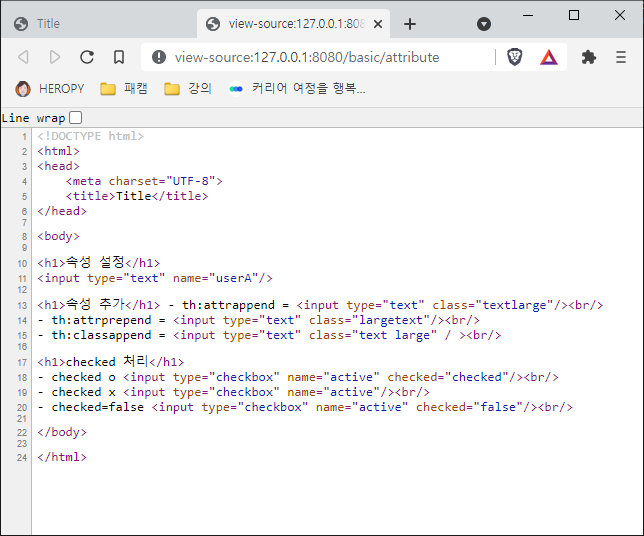 Title
view-source:127.0.0.1:808
view-source:127.0.0.1:8080/basic/attribute
HEROPY 패캠 강의 커리어 여정을 행복...
Line wrap
1 <!DOCTYPE html>
2 <html>
3 <head>
4 <meta charset="UTF-8">
5 <title>Title</title>
6 </head>
7
8 <body>
9
10 <h1>속성 설정</h1>
11 <input type="text" name="userA"/>
12
13 <h1>속성 추가</h1> - th:attrappend = <input type="text" class="textlarge"/><br/>
14 - th:attrprepend = <input type="text" class="largetext"/><br/>
15 - th:classappend = <input type="text" class="text large" / ><br/>
16
17 <h1>checked 처리</h1>
18 - checked o <input type="checkbox" name="active" checked="checked"/><br/>
19 - checked x <input type="checkbox" name="active"/><br/>
20 - checked=false <input type="checkbox" name="active" checked="false"/><br/>
21
22 </body>
23
24 </html>